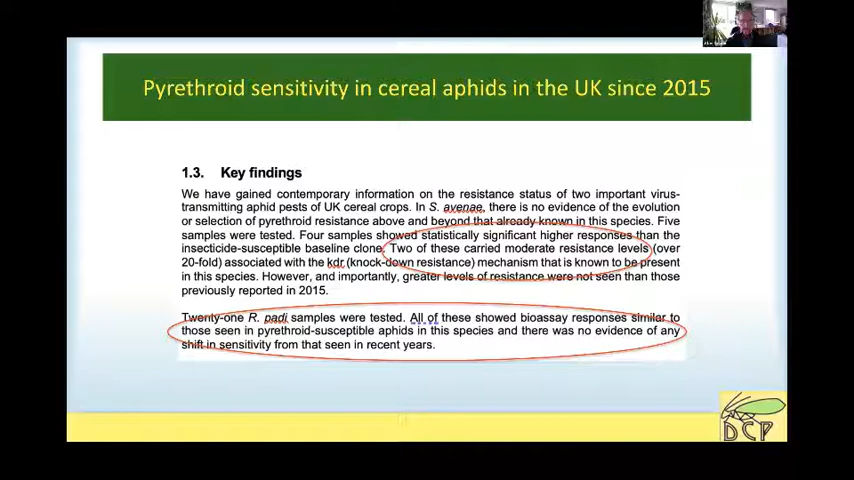 Pyrethroid sensitivity in cereal aphids in the UK since 2015
1.3. Key findings
We have gained contemporary information on the resistance status of two important virus-
transmitting aphid pests of UK cereal crops. In S. avenae, there is no evidence of the evolution
or selection of pyrethroid resistance above and beyond that already known in this species. Five
samples were tested. Four samples showed statistically significant higher responses than the
insecticide-susceptible baseline clone. Two of these carried moderate resistance levels (over
20-fold) associated with the kdr (knock-down resistance) mechanism that is known to be present
in this species. However, and importantly, greater levels of resistance were not seen than those
previously reported in 2015.
Twenty-one R. padi samples were tested. All of these showed bioassay responses similar to
those seen in pyrethroid-susceptible aphids in this species and there was no evidence of any
shift in sensitivity from that seen in recent years.
DCP